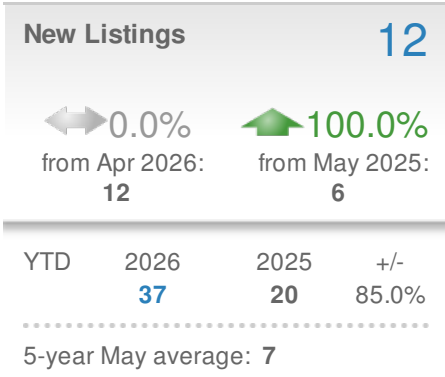 New Listings 12
0.0% 100.0%
from Apr 2026: from May 2025:
12 6
YTD 2026 2025 +/-
37 20 85.0%
5-year May average: 7